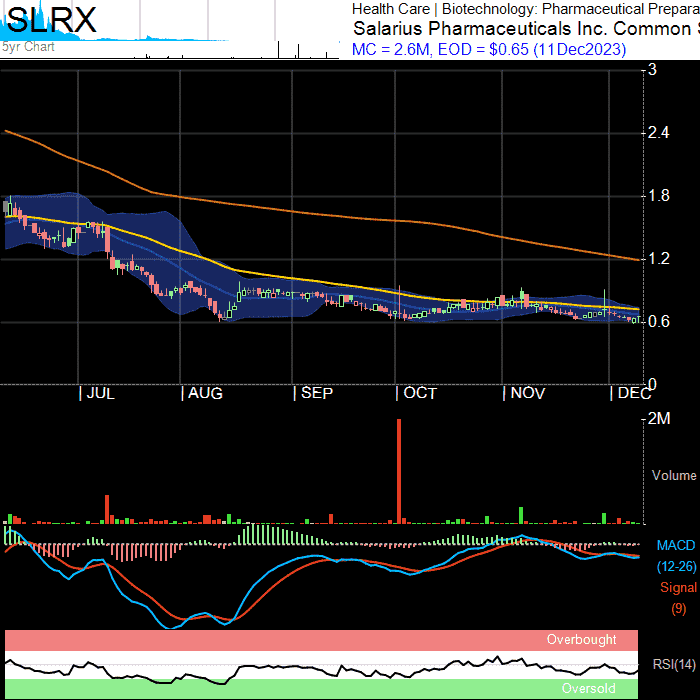 SLRX
5yr Chart
Health Care | Biotechnology: Pharmaceutical Prepara
Salarius Pharmaceuticals Inc. Common S
MC = 2.6M, EOD = $0.65 (11Dec2023)
3
2.4
1.8
1.2
0.6
0
| JUL | AUG | SEP | OCT | NOV | DEC
2M
Volume
MACD
(12-26)
Signal
(9)
Overbought
RSI(14)
Oversold